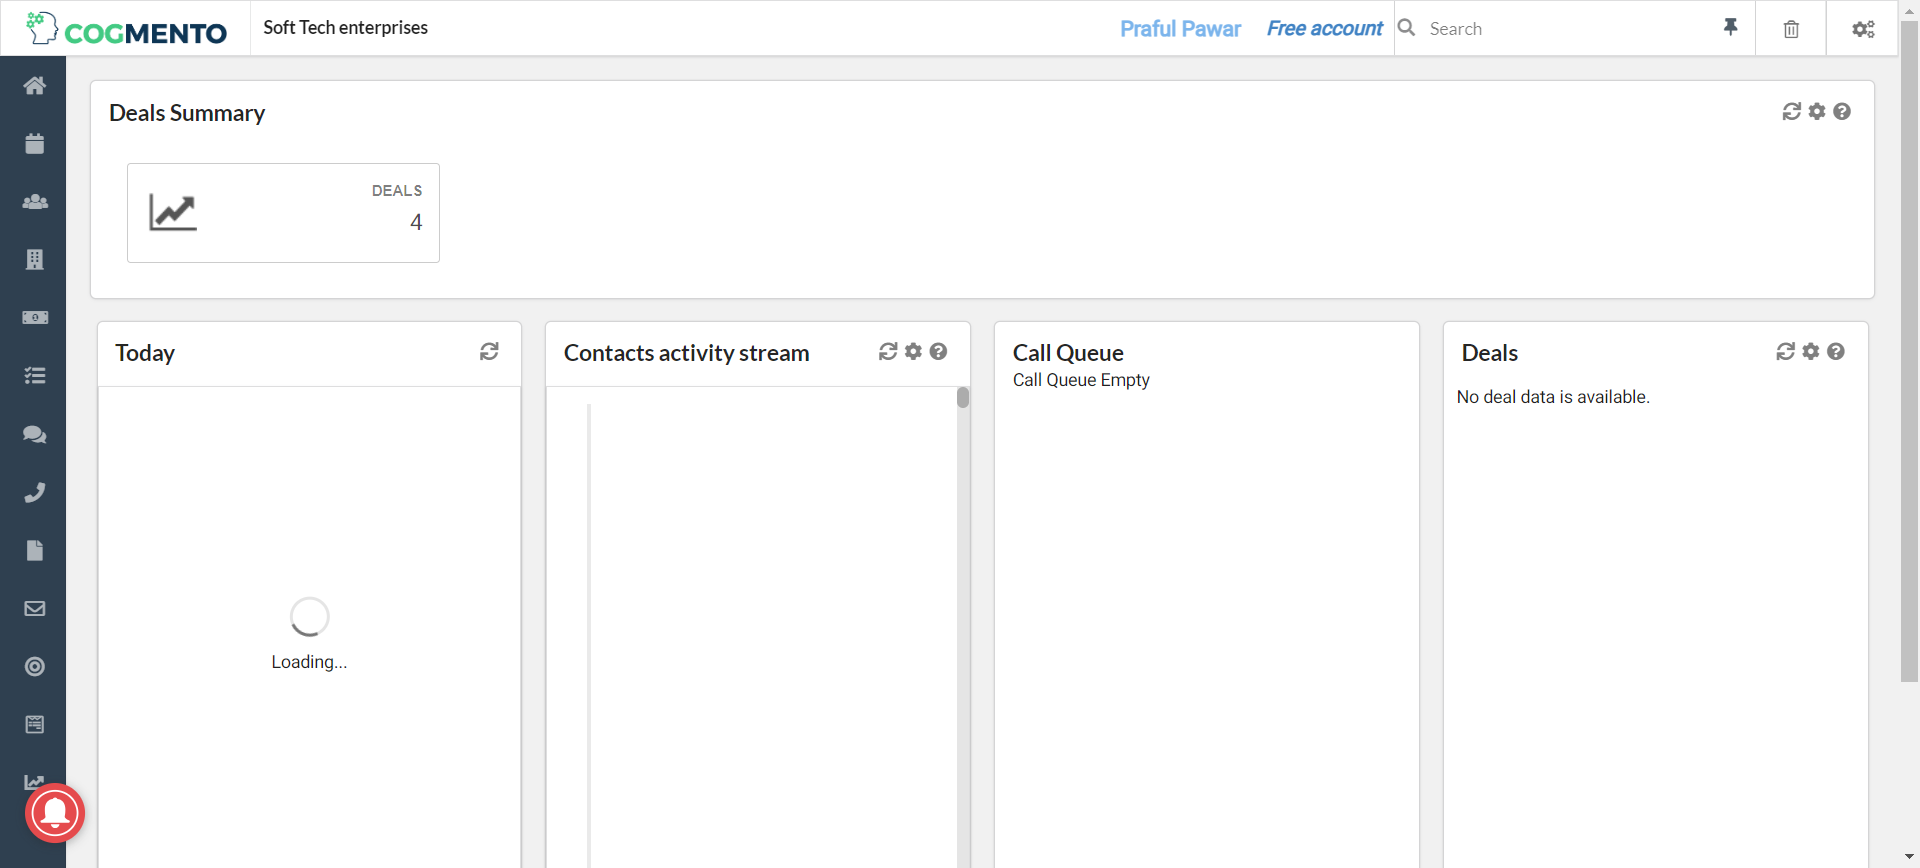 COGMENTO
Soft Tech enterprises
Praful Pawar
Free account
Search
Deals Summary
DEALS
4
Today
Loading...
Contacts activity stream
Call Queue
Call Queue Empty
Deals
No deal data is available.